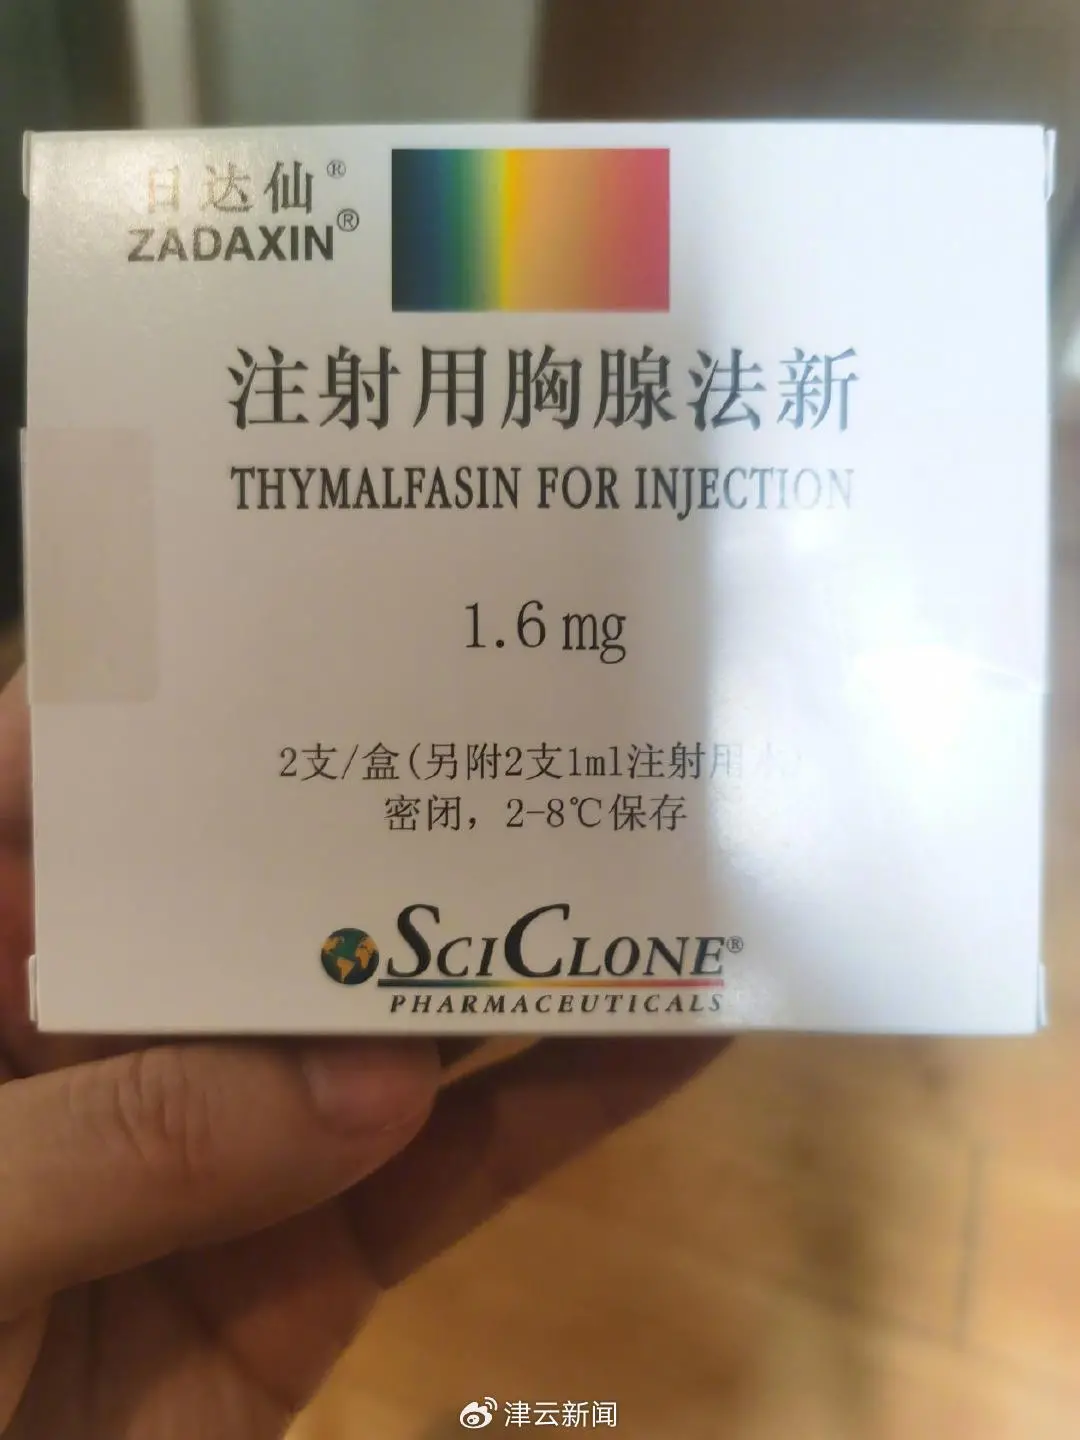 日达仙®
ZADAXIN®
注射用胸腺法新
THYMALFASIN FOR INJECTION
1.6mg
2支/盒(另附2支1ml注射用水)
密闭，2-8℃保存
SCICLONE®
PHARMACEUTICALS
津云新闻